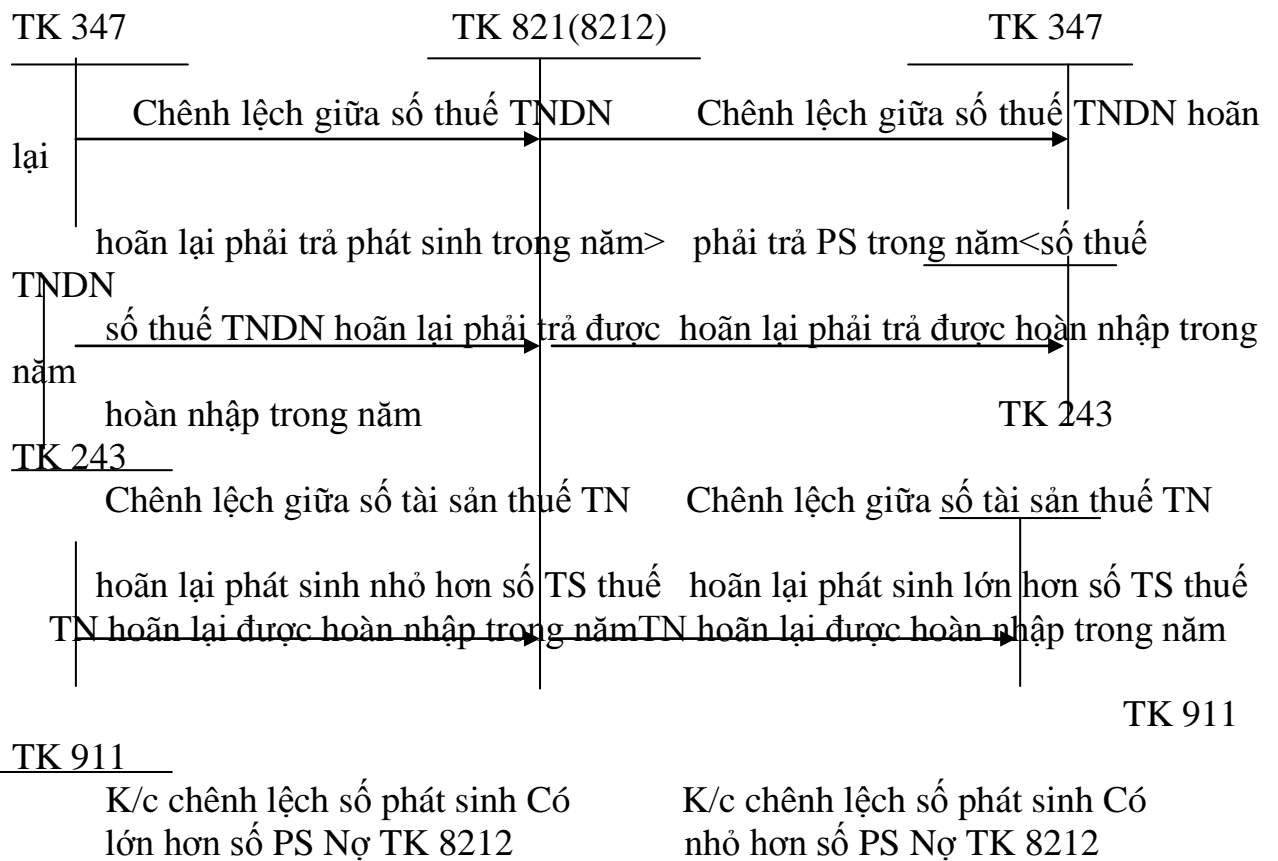 TK 347 TK 821(8212) TK 347
Chênh lệch giữa số thuế TNDN Chênh lệch giữa số thuế TNDN hoãn
lại
hoãn lại phải trả phát sinh trong năm> phải trả PS trong năm<số thuế
TNDN
số thuế TNDN hoãn lại phải trả được hoãn lại phải trả được hoàn nhập trong
năm
hoàn nhập trong năm TK 243
TK 243
Chênh lệch giữa số tài sản thuế TN Chênh lệch giữa số tài sản thuế TN
hoãn lại phát sinh nhỏ hơn số TS thuế hoãn lại phát sinh lớn hơn số TS thuế
TN hoãn lại được hoàn nhập trong nămTN hoãn lại được hoàn nhập trong năm
TK 911
TK 911
K/c chênh lệch số phát sinh Có K/c chênh lệch số phát sinh Có
lớn hơn số PS Nợ TK 8212 nhỏ hơn số PS Nợ TK 8212